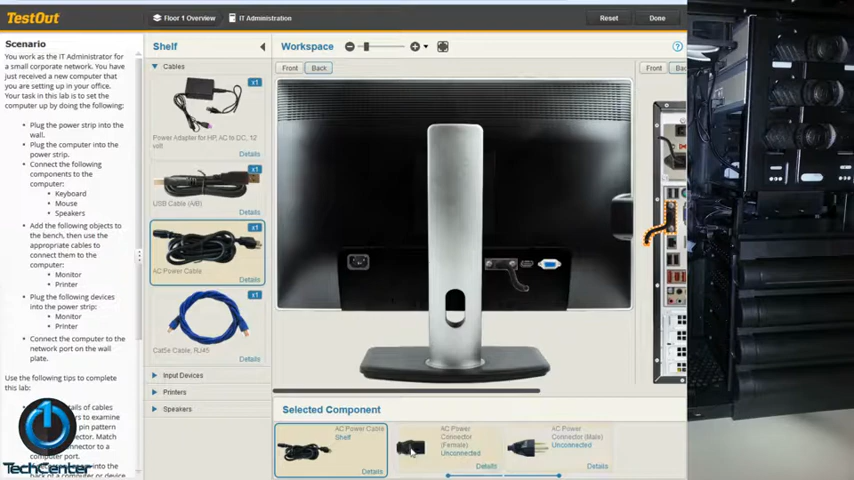 TestOut
Floor 1 Overview
IT Administration
Reset
Done
Scenario
You work as the IT Administrator for
a small corporate network. You
have just received a new computer that
you are setting up in your office.
Your task in this lab is to set the
computer up by doing the following:
Plug the power strip into the
wall.
Plug the computer into the
power strip.
Connect the following
components to the
computer:
Keyboard
Mouse
Speakers
Add the following objects to
the bench, then use the
appropriate cables to
connect them to the
computer:
Monitor
Printer
Plug the following devices
into the power strip:
Monitor
Printer
Connect the computer to the
network port on the wall
plate.
Use the following tips to complete
this lab:
TechCenter
Shelf
Cables
x1
Power Adapter for HP, AC to DC, 12
volt
Details
x1
USB Cable (A/B)
Details
x1
AC Power Cable
Details
x1
Cat5e Cable, RJ45
Details
Input Devices
Printers
Speakers
Workspace
Front
Back
Front
Selected Component
AC Power Cable
Shelf
Details
AC Power
Connector
(Female)
Unconnected
Details
AC Power
Connector (Male)
Unconnected
Details